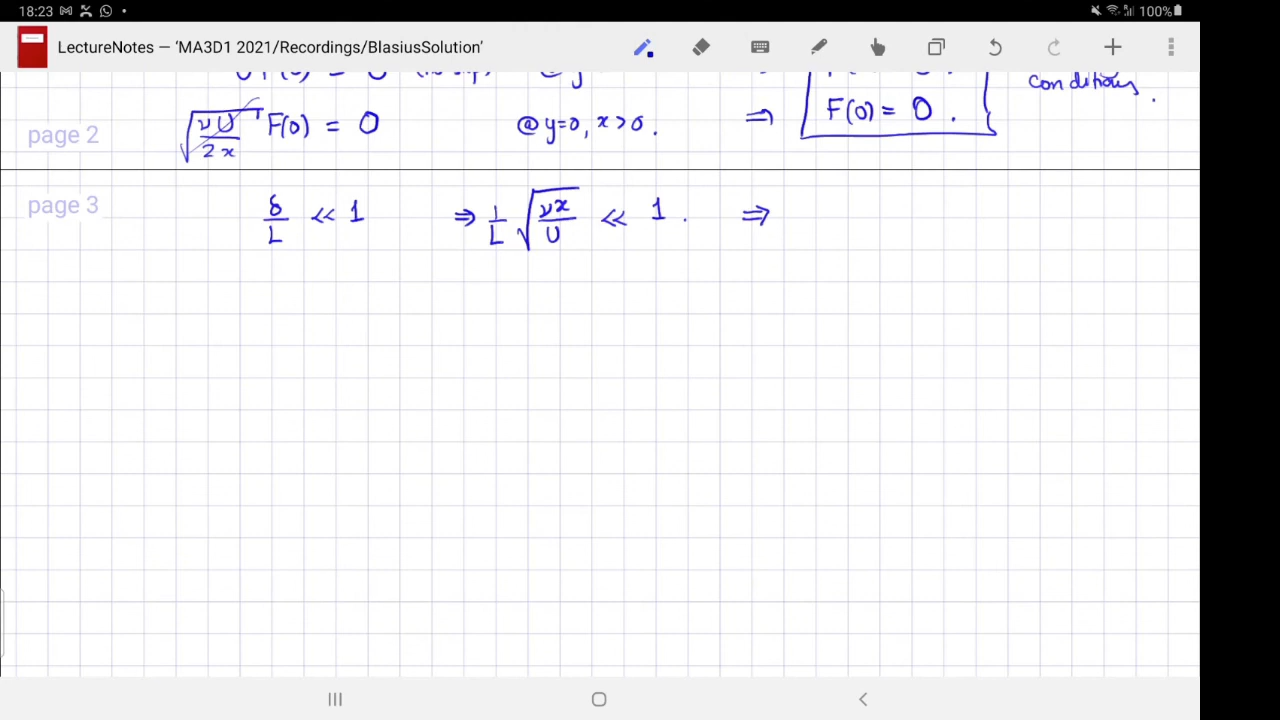 18:23 100%
LectureNotes — ‘MA3D1 2021/Recordings/BlasiusSolution’
conditions.
page 2
√(νU/2x) F(0) = 0 @ y=0, x>0. ⇒ F(0) = 0.
page 3
δ/L ≪ 1 ⇒ 1/L √(νx/U) ≪ 1. ⇒